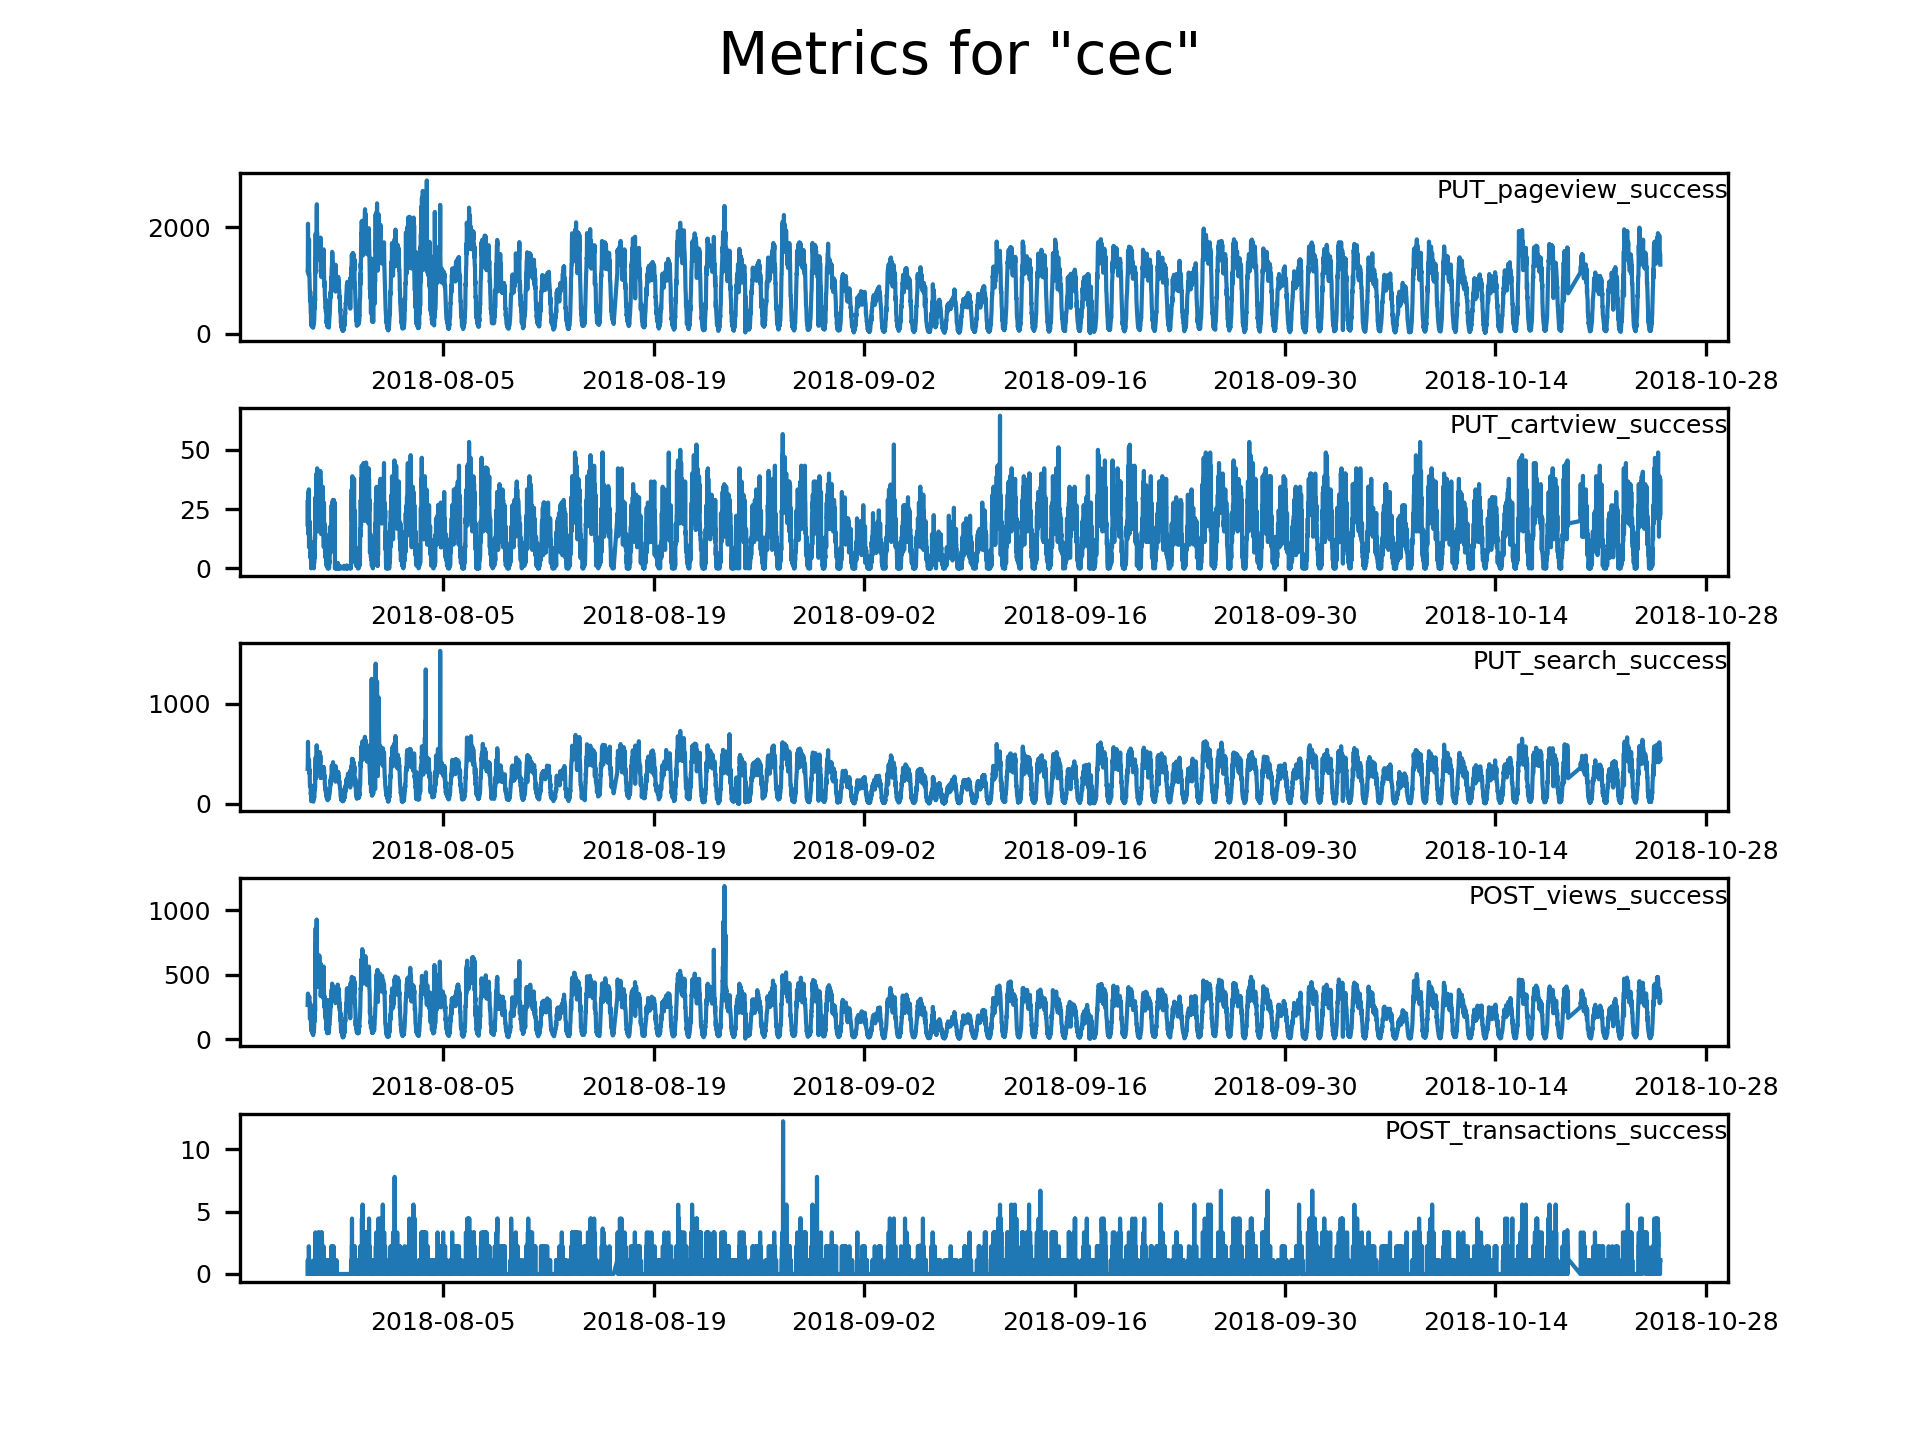 Metrics for "cec"
PUT_pageview_success
2000
0
2018-08-05 2018-08-19 2018-09-02 2018-09-16 2018-09-30 2018-10-14 2018-10-28
PUT_cartview_success
50
25
0
2018-08-05 2018-08-19 2018-09-02 2018-09-16 2018-09-30 2018-10-14 2018-10-28
PUT_search_success
1000
0
2018-08-05 2018-08-19 2018-09-02 2018-09-16 2018-09-30 2018-10-14 2018-10-28
POST_views_success
1000
500
0
2018-08-05 2018-08-19 2018-09-02 2018-09-16 2018-09-30 2018-10-14 2018-10-28
POST_transactions_success
10
5
0
2018-08-05 2018-08-19 2018-09-02 2018-09-16 2018-09-30 2018-10-14 2018-10-28